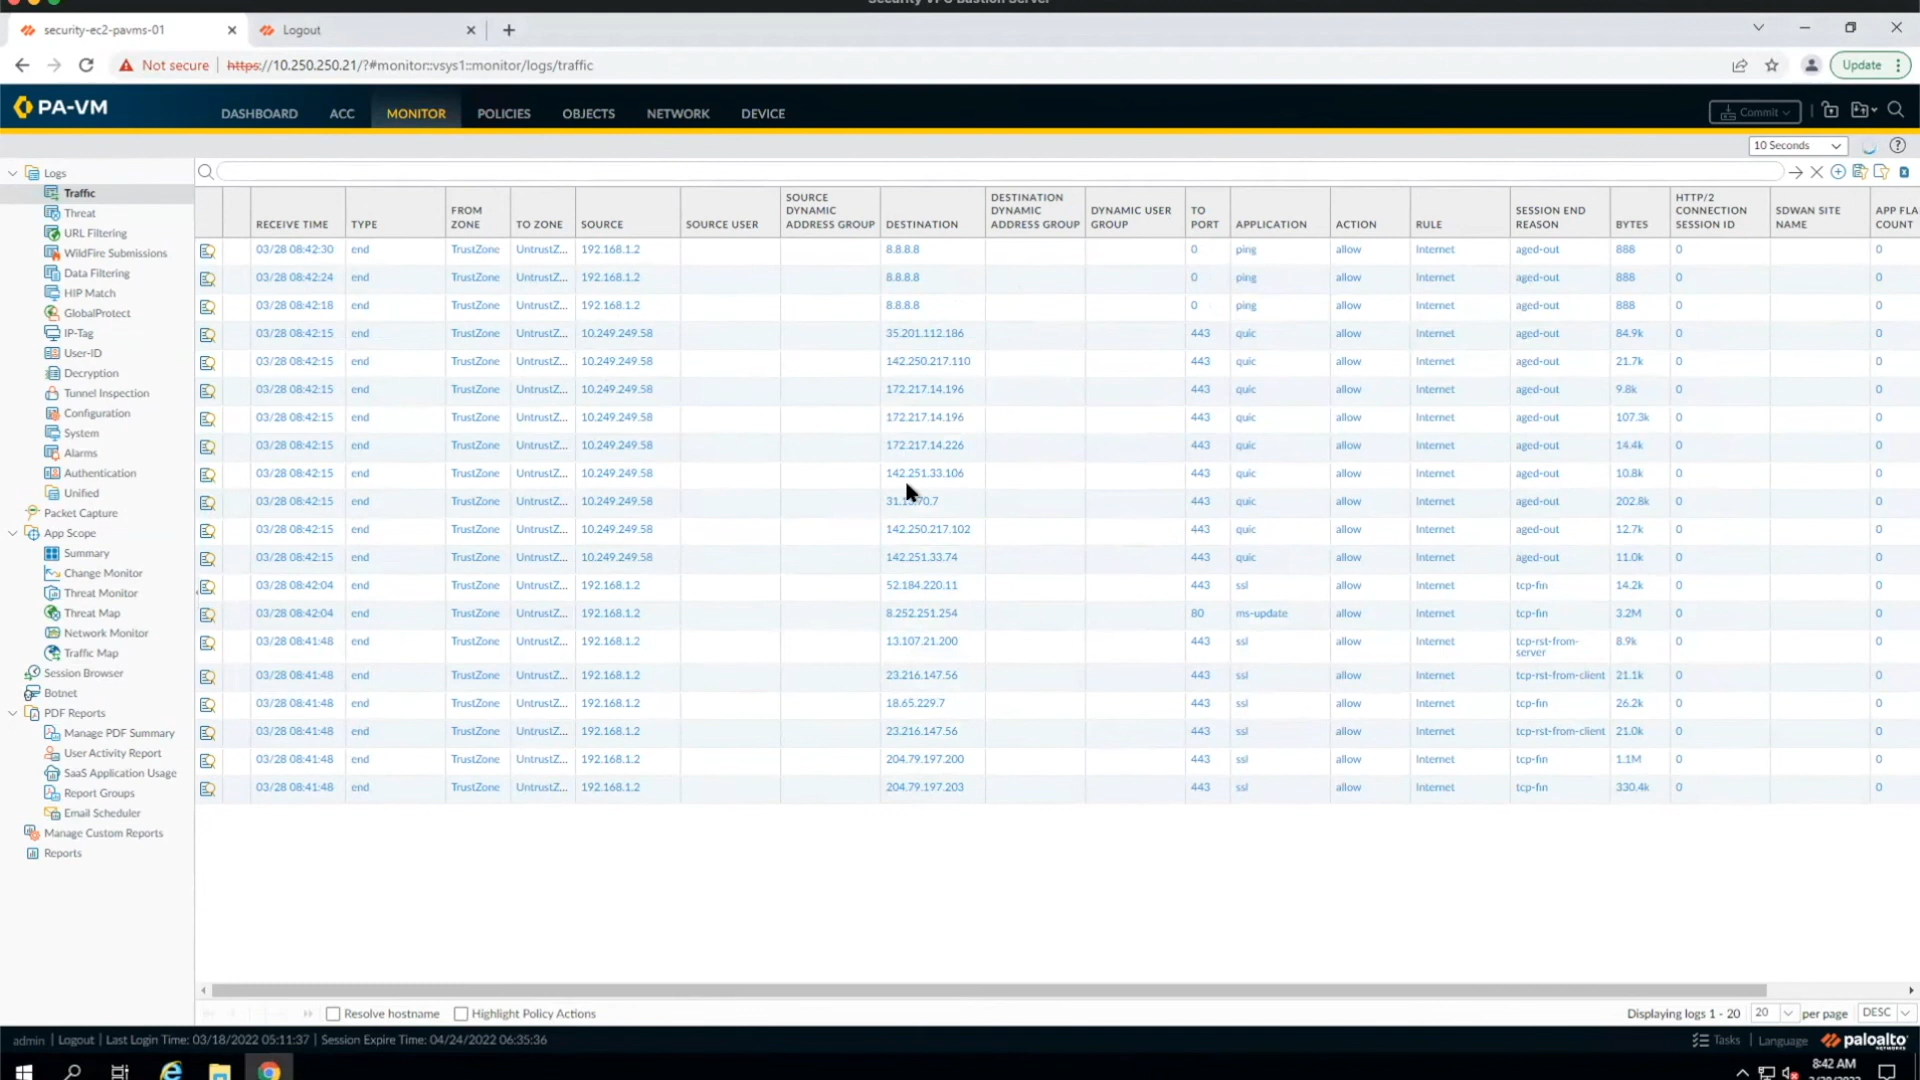 Security VPC Bastion Server
security-ec2-pavms-01
Logout
Not secure
https://10.250.250.21/?#monitor::vsys1::monitor/logs/traffic
Update
PA-VM
DASHBOARD ACC MONITOR POLICIES OBJECTS NETWORK DEVICE
Commit
10 Seconds
Logs
Traffic
Threat
URL Filtering
WildFire Submissions
Data Filtering
HIP Match
GlobalProtect
IP-Tag
User-ID
Decryption
Tunnel Inspection
Configuration
System
Alarms
Authentication
Unified
Packet Capture
App Scope
Summary
Change Monitor
Threat Monitor
Threat Map
Network Monitor
Traffic Map
Session Browser
Botnet
PDF Reports
Manage PDF Summary
User Activity Report
SaaS Application Usage
Report Groups
Email Scheduler
Manage Custom Reports
Reports
RECEIVE TIME TYPE FROM ZONE TO ZONE SOURCE SOURCE USER SOURCE DYNAMIC ADDRESS GROUP DESTINATION DESTINATION DYNAMIC ADDRESS GROUP DYNAMIC USER GROUP TO PORT APPLICATION ACTION RULE SESSION END REASON BYTES HTTP/2 CONNECTION SESSION ID SDWAN SITE NAME APP FLA COUNT
03/28 08:42:30 end TrustZone UntrustZ... 192.168.1.2 8.8.8.8 0 ping allow Internet aged-out 888 0 0
03/28 08:42:24 end TrustZone UntrustZ... 192.168.1.2 8.8.8.8 0 ping allow Internet aged-out 888 0 0
03/28 08:42:18 end TrustZone UntrustZ... 192.168.1.2 8.8.8.8 0 ping allow Internet aged-out 888 0 0
03/28 08:42:15 end TrustZone UntrustZ... 10.249.249.58 35.201.112.186 443 quic allow Internet aged-out 84.9k 0 0
03/28 08:42:15 end TrustZone UntrustZ... 10.249.249.58 142.250.217.110 443 quic allow Internet aged-out 21.7k 0 0
03/28 08:42:15 end TrustZone UntrustZ... 10.249.249.58 172.217.14.196 443 quic allow Internet aged-out 9.8k 0 0
03/28 08:42:15 end TrustZone UntrustZ... 10.249.249.58 172.217.14.196 443 quic allow Internet aged-out 107.3k 0 0
03/28 08:42:15 end TrustZone UntrustZ... 10.249.249.58 172.217.14.226 443 quic allow Internet aged-out 14.4k 0 0
03/28 08:42:15 end TrustZone UntrustZ... 10.249.249.58 142.251.33.106 443 quic allow Internet aged-out 10.8k 0 0
03/28 08:42:15 end TrustZone UntrustZ... 10.249.249.58 443 quic allow Internet aged-out 202.8k 0 0
03/28 08:42:15 end TrustZone UntrustZ... 10.249.249.58 142.250.217.102 443 quic allow Internet aged-out 12.7k 0 0
03/28 08:42:15 end TrustZone UntrustZ... 10.249.249.58 142.251.33.74 443 quic allow Internet aged-out 11.0k 0 0
03/28 08:42:04 end TrustZone UntrustZ... 192.168.1.2 52.184.220.11 443 ssl allow Internet tcp-fin 14.2k 0 0
03/28 08:42:04 end TrustZone UntrustZ... 192.168.1.2 8.252.251.254 80 ms-update allow Internet tcp-fin 3.2M 0 0
03/28 08:41:48 end TrustZone UntrustZ... 192.168.1.2 13.107.21.200 443 ssl allow Internet tcp-rst-from-server 8.9k 0 0
03/28 08:41:48 end TrustZone UntrustZ... 192.168.1.2 23.216.147.56 443 ssl allow Internet tcp-rst-from-client 21.1k 0 0
03/28 08:41:48 end TrustZone UntrustZ... 192.168.1.2 18.65.229.7 443 ssl allow Internet tcp-fin 26.2k 0 0
03/28 08:41:48 end TrustZone UntrustZ... 192.168.1.2 23.216.147.56 443 ssl allow Internet tcp-rst-from-client 21.0k 0 0
03/28 08:41:48 end TrustZone UntrustZ... 192.168.1.2 204.79.197.200 443 ssl allow Internet tcp-fin 1.1M 0 0
03/28 08:41:48 end TrustZone UntrustZ... 192.168.1.2 204.79.197.203 443 ssl allow Internet tcp-fin 330.4k 0 0
Resolve hostname Highlight Policy Actions Displaying logs 1 - 20 20 per page DESC
admin | Logout | Last Login Time: 03/18/2022 05:11:37 | Session Expire Time: 04/24/2022 06:35:36 Tasks | Language paloalto NETWORKS
8:42 AM